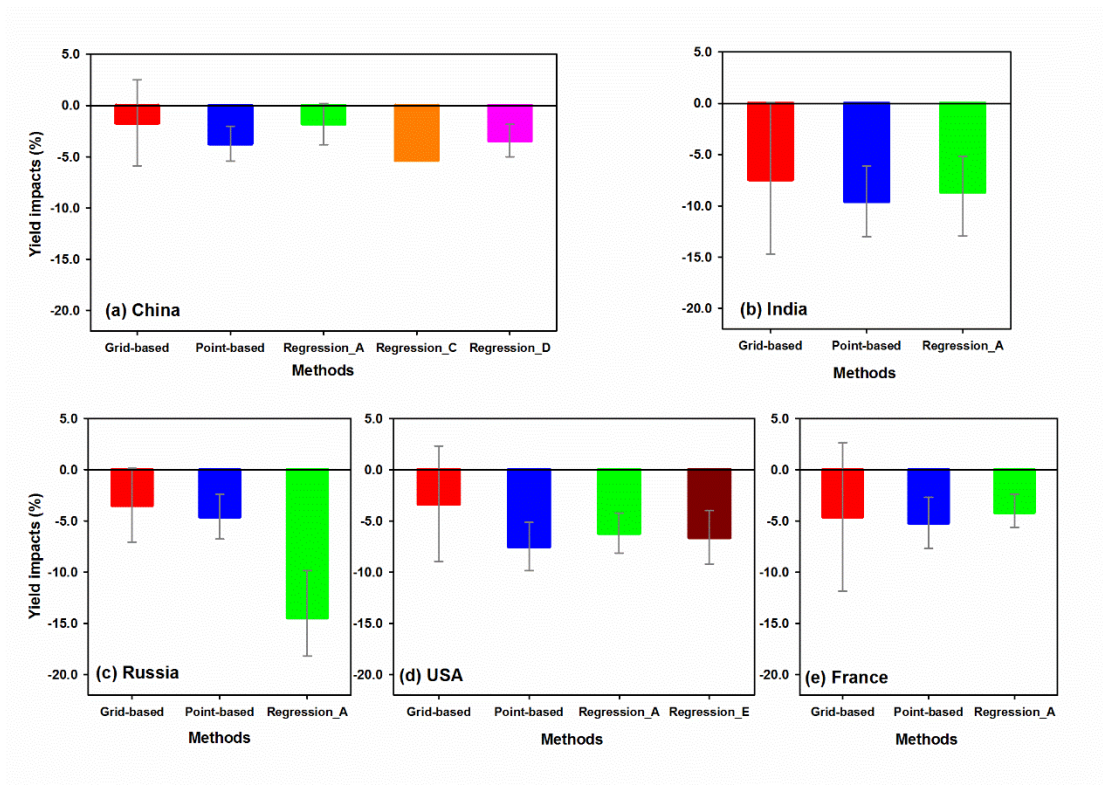 5.0
0.0
-5.0
-10.0
-15.0
-20.0
Yield impacts (%)
(a) China
Grid-based Point-based Regression_A Regression_C Regression_D
Methods
5.0
0.0
-5.0
-10.0
-15.0
-20.0
(b) India
Grid-based Point-based Regression_A
Methods
5.0
0.0
-5.0
-10.0
-15.0
-20.0
Yield impacts (%)
(c) Russia
Grid-based Point-based Regression_A
Methods
5.0
0.0
-5.0
-10.0
-15.0
-20.0
(d) USA
Grid-based Point-based Regression_A Regression_E
Methods
5.0
0.0
-5.0
-10.0
-15.0
-20.0
(e) France
Grid-based Point-based Regression_A
Methods